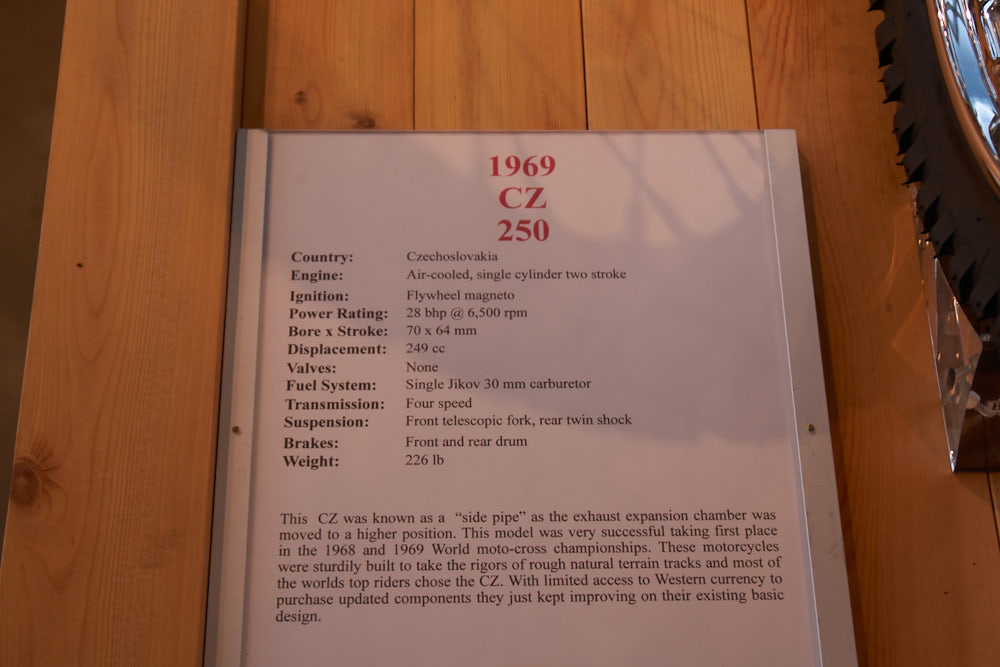 1969
CZ
250
Country: Czechoslovakia
Engine: Air-cooled, single cylinder two stroke
Ignition: Flywheel magneto
Power Rating: 28 bhp @ 6,500 rpm
Bore x Stroke: 70 x 64 mm
Displacement: 249 cc
Valves: None
Fuel System: Single Jikov 30 mm carburetor
Transmission: Four speed
Suspension: Front telescopic fork, rear twin shock
Brakes: Front and rear drum
Weight: 226 lb
This CZ was known as a “side pipe” as the exhaust expansion chamber was
moved to a higher position. This model was very successful taking first place
in the 1968 and 1969 World moto-cross championships. These motorcycles
were sturdily built to take the rigors of rough natural terrain tracks and most of
the worlds top riders chose the CZ. With limited access to Western currency to
purchase updated components they just kept improving on their existing basic
design.